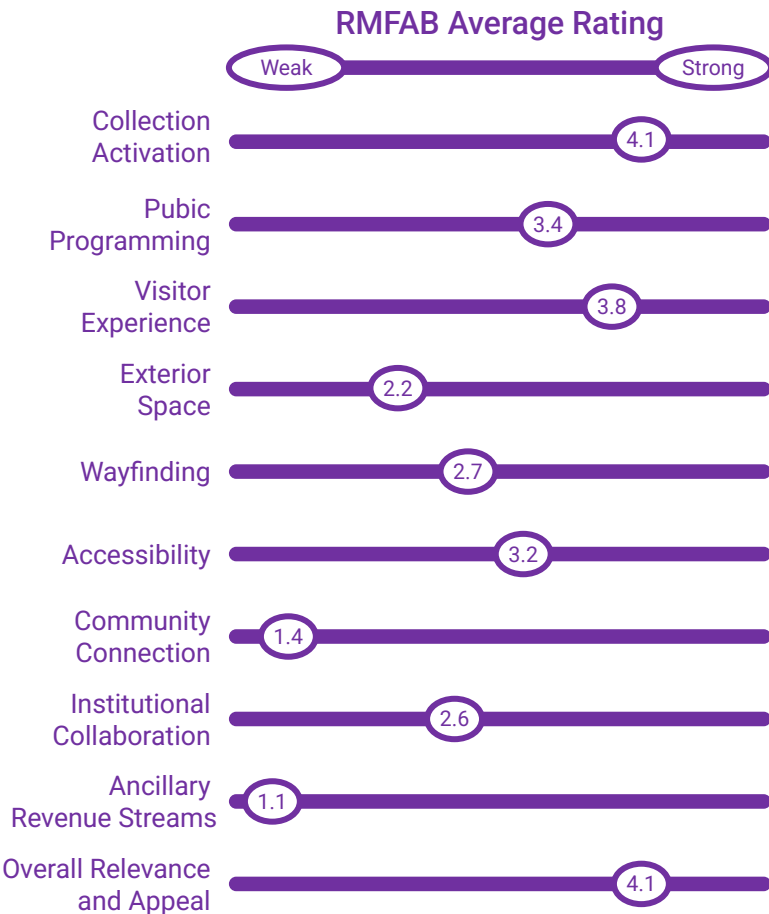 RMFAB Average Rating
Weak
Strong
Collection
Activation
4.1
Pubic
Programming
3.4
Visitor
Experience
3.8
Exterior
Space
2.2
Wayfinding
2.7
Accessibility
3.2
Community
Connection
1.4
Institutional
Collaboration
2.6
Ancillary
Revenue Streams
1.1
Overall Relevance
and Appeal
4.1